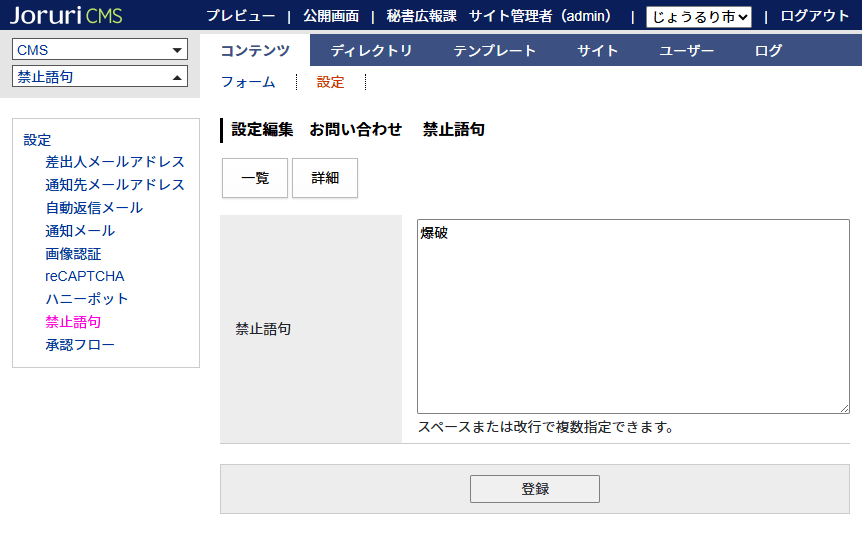 Joruri CMS プレビュー | 公開画面 | 秘書広報課 サイト管理者（admin） | じょうるり市 | ログアウト
CMS
禁止語句
コンテンツ ディレクトリ テンプレート サイト ユーザー ログ
フォーム 設定
設定
差出人メールアドレス
通知先メールアドレス
自動返信メール
通知メール
画像認証
reCAPTCHA
ハニーポット
禁止語句
承認フロー
設定編集 お問い合わせ 禁止語句
一覧 詳細
禁止語句
爆破
スペースまたは改行で複数指定できます。
登録